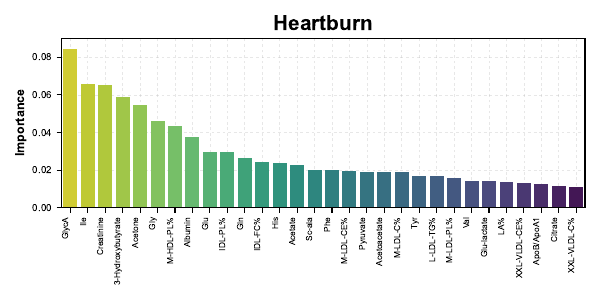 Heartburn
Importance
0.08
0.06
0.04
0.02
0.00
GlycA
Ile
Creatinine
3-Hydroxybutyrate
Acetone
Gly
M-HDL-PL%
Albumin
Glu
IDL-PL%
Gln
IDL-FC%
His
Acetate
Sc-ala
Phe
M-LDL-CE%
Pyruvate
Acetoacetate
M-LDL-C%
Tyr
L-LDL-TG%
M-LDL-PL%
Val
Glu-lactate
LA%
XXL-VLDL-CE%
ApoB/ApoA1
Citrate
XXL-VLDL-C%